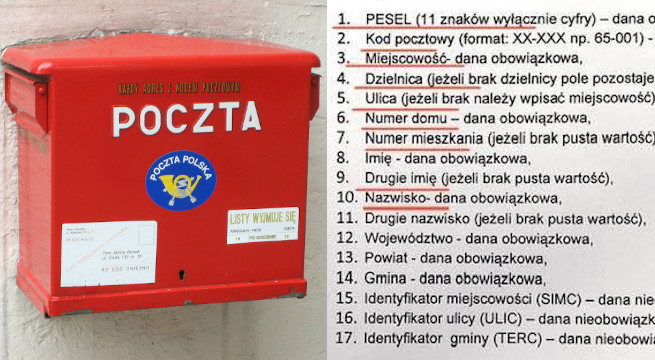 KAŻDY ADRES Z KODEM POCZTOWYM
POCZTA
POCZTA POLSKA
LISTY WYJMUJE SIĘ
1. PESEL (11 znaków wyłącznie cyfry) – dana o
2. Kod pocztowy (format: XX-XXX np. 65-001) -
3. Miejscowość- dana obowiązkowa,
4. Dzielnica (jeżeli brak dzielnicy pole pozostaje
5. Ulica (jeżeli brak należy wpisać miejscowość)
6. Numer domu – dana obowiązkowa,
7. Numer mieszkania (jeżeli brak pusta wartość)
8. Imię - dana obowiązkowa,
9. Drugie imię (jeżeli brak pusta wartość),
10. Nazwisko- dana obowiązkowa,
11. Drugie nazwisko (jeżeli brak pusta wartość),
12. Województwo - dana obowiązkowa,
13. Powiat - dana obowiązkowa,
14. Gmina - dana obowiązkowa,
15. Identyfikator miejscowości (SIMC) – dana nie
16. Identyfikator ulicy (ULIC) – dana nieobowiązk
17. Identyfikator gminy (TERC) – dana nieobowią